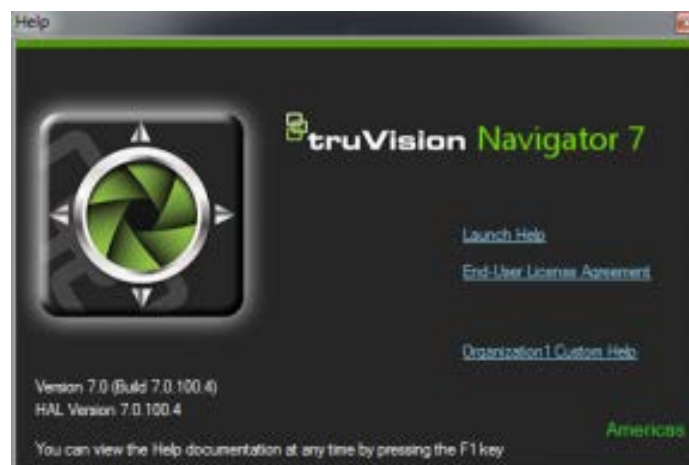 Help
truVision Navigator 7
Launch Help
End-User License Agreement
Organization1 Custom Help
Version 7.0 (Build 7.0.100.4)
HAL Version 7.0.100.4
Americas
You can view the Help documentation at any time by pressing the F1 key